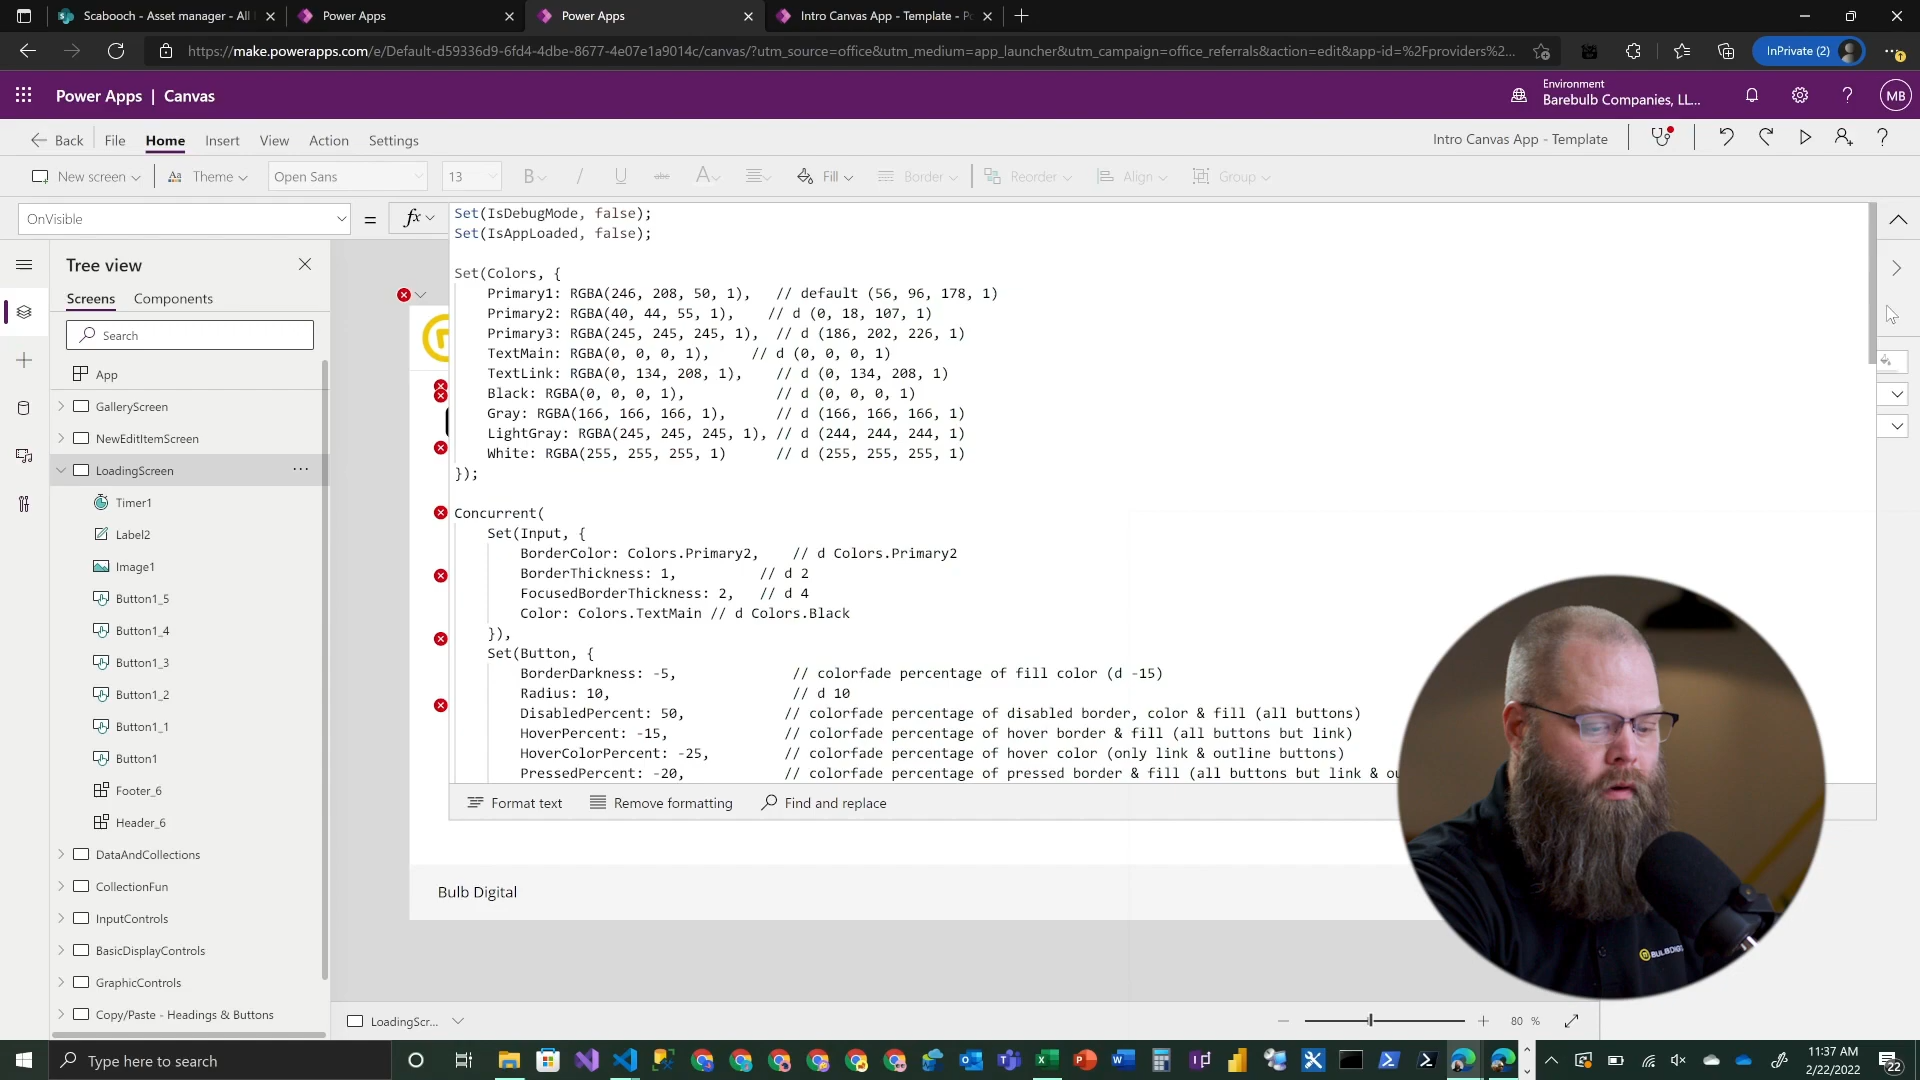 Scabooch - Asset manager - All
Power Apps
Power Apps
Intro Canvas App - Template - Po
https://make.powerapps.com/e/Default-d59336d9-6fd4-4dbe-8677-4e07e1a9014c/canvas/?utm_source=office&utm_medium=app_launcher&utm_campaign=office_referrals&action=edit&app-id=%2Fproviders%2...
InPrivate (2)
Power Apps | Canvas
Environment
Barebulb Companies, LL...
MB
Back
File
Home
Insert
View
Action
Settings
Intro Canvas App - Template
New screen
Theme
Open Sans
13
Fill
Border
Reorder
Align
Group
OnVisible
=
fx
Set(IsDebugMode, false);
Set(IsAppLoaded, false);
Set(Colors, {
Primary1: RGBA(246, 208, 50, 1), // default (56, 96, 178, 1)
Primary2: RGBA(40, 44, 55, 1), // d (0, 18, 107, 1)
Primary3: RGBA(245, 245, 245, 1), // d (186, 202, 226, 1)
TextMain: RGBA(0, 0, 0, 1), // d (0, 0, 0, 1)
TextLink: RGBA(0, 134, 208, 1), // d (0, 134, 208, 1)
Black: RGBA(0, 0, 0, 1), // d (0, 0, 0, 1)
Gray: RGBA(166, 166, 166, 1), // d (166, 166, 166, 1)
LightGray: RGBA(245, 245, 245, 1), // d (244, 244, 244, 1)
White: RGBA(255, 255, 255, 1) // d (255, 255, 255, 1)
});
Concurrent(
Set(Input, {
BorderColor: Colors.Primary2, // d Colors.Primary2
BorderThickness: 1, // d 2
FocusedBorderThickness: 2, // d 4
Color: Colors.TextMain // d Colors.Black
}),
Set(Button, {
BorderDarkness: -5, // colorfade percentage of fill color (d -15)
Radius: 10, // d 10
DisabledPercent: 50, // colorfade percentage of disabled border, color & fill (all buttons)
HoverPercent: -15, // colorfade percentage of hover border & fill (all buttons but link)
HoverColorPercent: -25, // colorfade percentage of hover color (only link & outline buttons)
PressedPercent: -20, // colorfade percentage of pressed border & fill (all buttons but link & ou
Format text
Remove formatting
Find and replace
Tree view
Screens
Components
Search
App
GalleryScreen
NewEditItemScreen
LoadingScreen
Timer1
Label2
Image1
Button1_5
Button1_4
Button1_3
Button1_2
Button1_1
Button1
Footer_6
Header_6
DataAndCollections
CollectionFun
InputControls
BasicDisplayControls
GraphicControls
Copy/Paste - Headings & Buttons
Bulb Digital
LoadingScr...
80 %
Type here to search
11:37 AM
2/22/2022
22